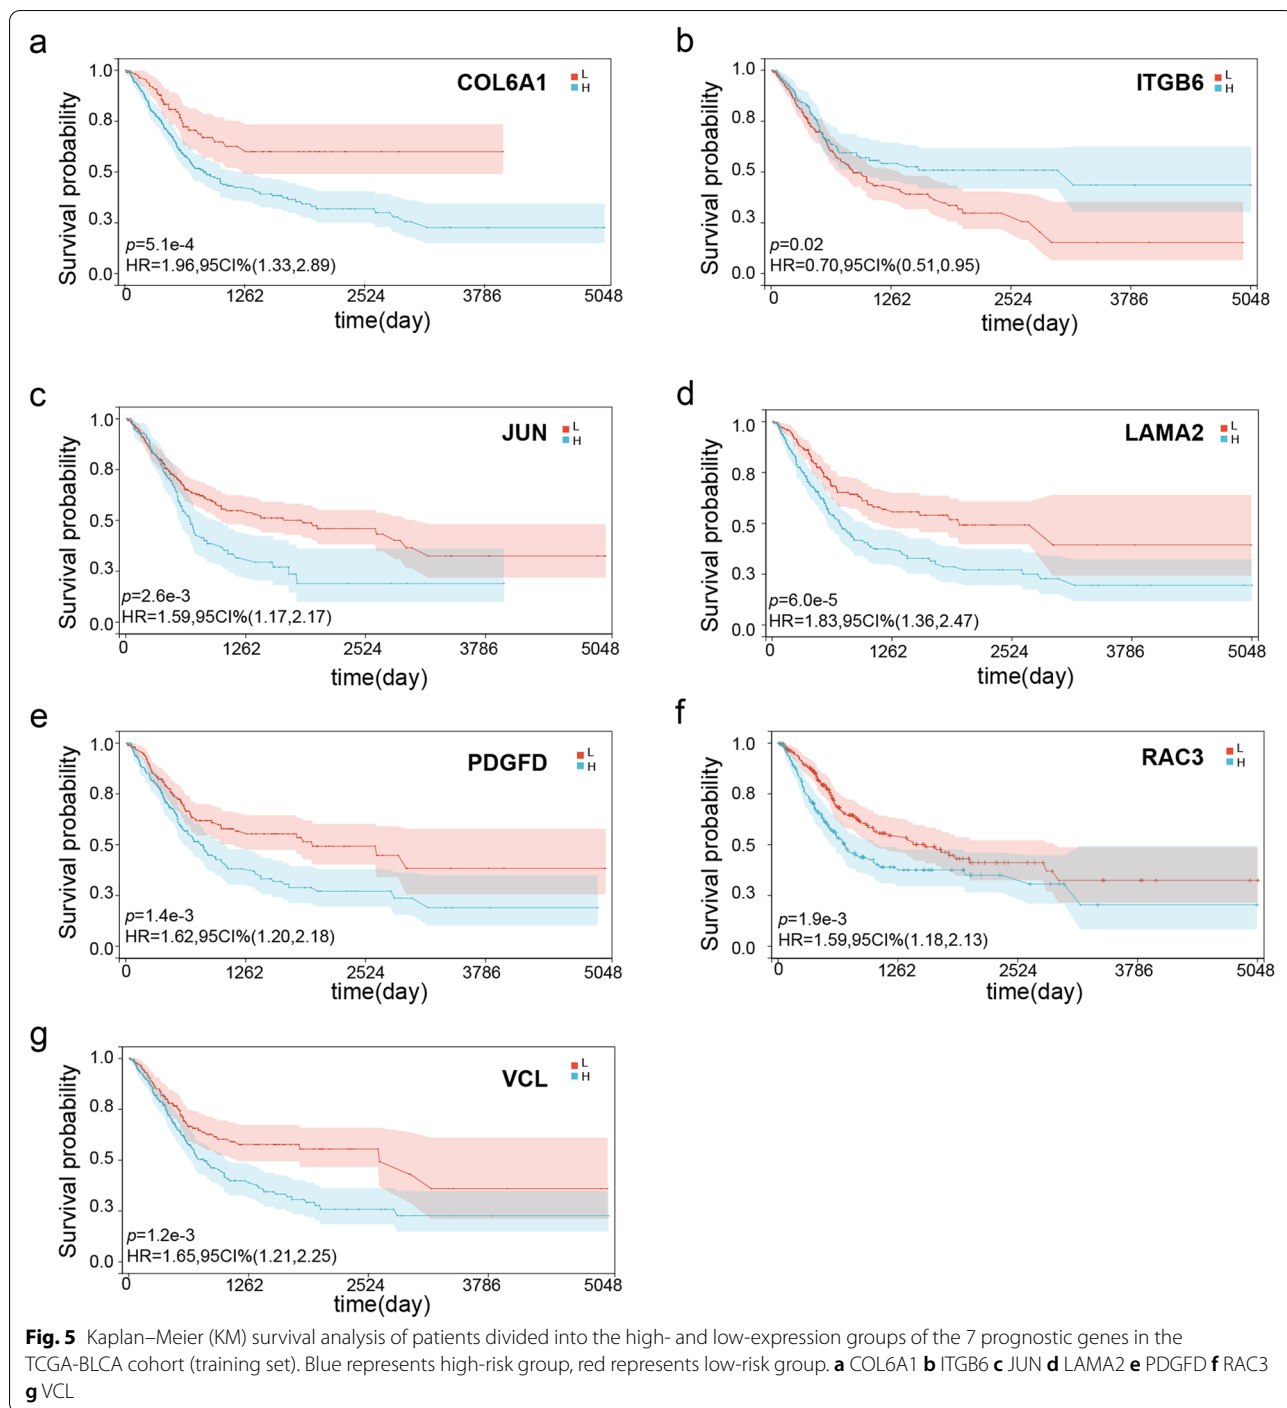 a
COL6A1
L
H
Survival probability
1.0
0.8
0.5
0.3
0.0
p=5.1e-4
HR=1.96,95CI%(1.33,2.89)
0 1262 2524 3786 5048
time(day)
b
ITGB6
L
H
Survival probability
1.0
0.8
0.5
0.3
0.0
p=0.02
HR=0.70,95CI%(0.51,0.95)
0 1262 2524 3786 5048
time(day)
c
JUN
L
H
Survival probability
1.0
0.8
0.5
0.3
0.0
p=2.6e-3
HR=1.59,95CI%(1.17,2.17)
0 1262 2524 3786 5048
time(day)
d
LAMA2
L
H
Survival probability
1.0
0.8
0.5
0.3
0.0
p=6.0e-5
HR=1.83,95CI%(1.36,2.47)
0 1262 2524 3786 5048
time(day)
e
PDGFD
L
H
Survival probability
1.0
0.8
0.5
0.3
0.0
p=1.4e-3
HR=1.62,95CI%(1.20,2.18)
0 1262 2524 3786 5048
time(day)
f
RAC3
L
H
Survival probability
1.0
0.8
0.5
0.3
0.0
p=1.9e-3
HR=1.59,95CI%(1.18,2.13)
0 1262 2524 3786 5048
time(day)
g
VCL
L
H
Survival probability
1.0
0.8
0.5
0.3
0.0
p=1.2e-3
HR=1.65,95CI%(1.21,2.25)
0 1262 2524 3786 5048
time(day)
Fig. 5 Kaplan–Meier (KM) survival analysis of patients divided into the high- and low-expression groups of the 7 prognostic genes in the
TCGA-BLCA cohort (training set). Blue represents high-risk group, red represents low-risk group. a COL6A1 b ITGB6 c JUN d LAMA2 e PDGFD f RAC3
g VCL